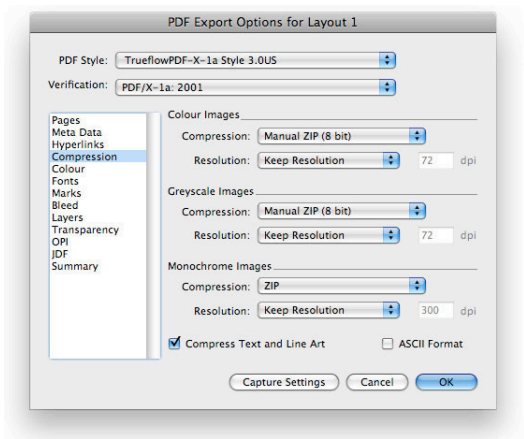 PDF Export Options for Layout 1
PDF Style: TrueflowPDF-X-1a Style 3.0US
Verification: PDF/X-1a: 2001
Pages
Meta Data
Hyperlinks
Compression
Colour
Fonts
Marks
Bleed
Layers
Transparency
OPI
JDF
Summary
Colour Images
Compression: Manual ZIP (8 bit)
Resolution: Keep Resolution 72 dpi
Greyscale Images
Compression: Manual ZIP (8 bit)
Resolution: Keep Resolution 72 dpi
Monochrome Images
Compression: ZIP
Resolution: Keep Resolution 300 dpi
Compress Text and Line Art ASCII Format
Capture Settings Cancel OK